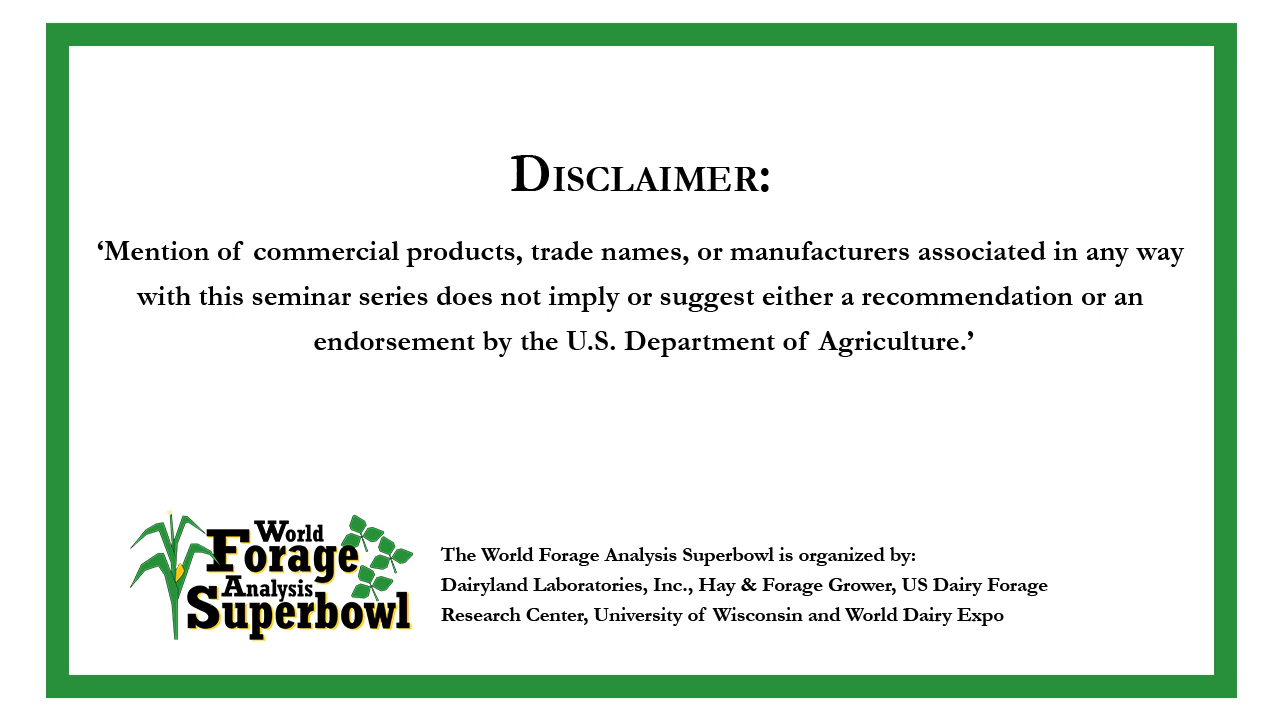 DISCLAIMER:
‘Mention of commercial products, trade names, or manufacturers associated in any way
with this seminar series does not imply or suggest either a recommendation or an
endorsement by the U.S. Department of Agriculture.’
World
Forage
Analysis
Superbowl
The World Forage Analysis Superbowl is organized by:
Dairyland Laboratories, Inc., Hay & Forage Grower, US Dairy Forage
Research Center, University of Wisconsin and World Dairy Expo